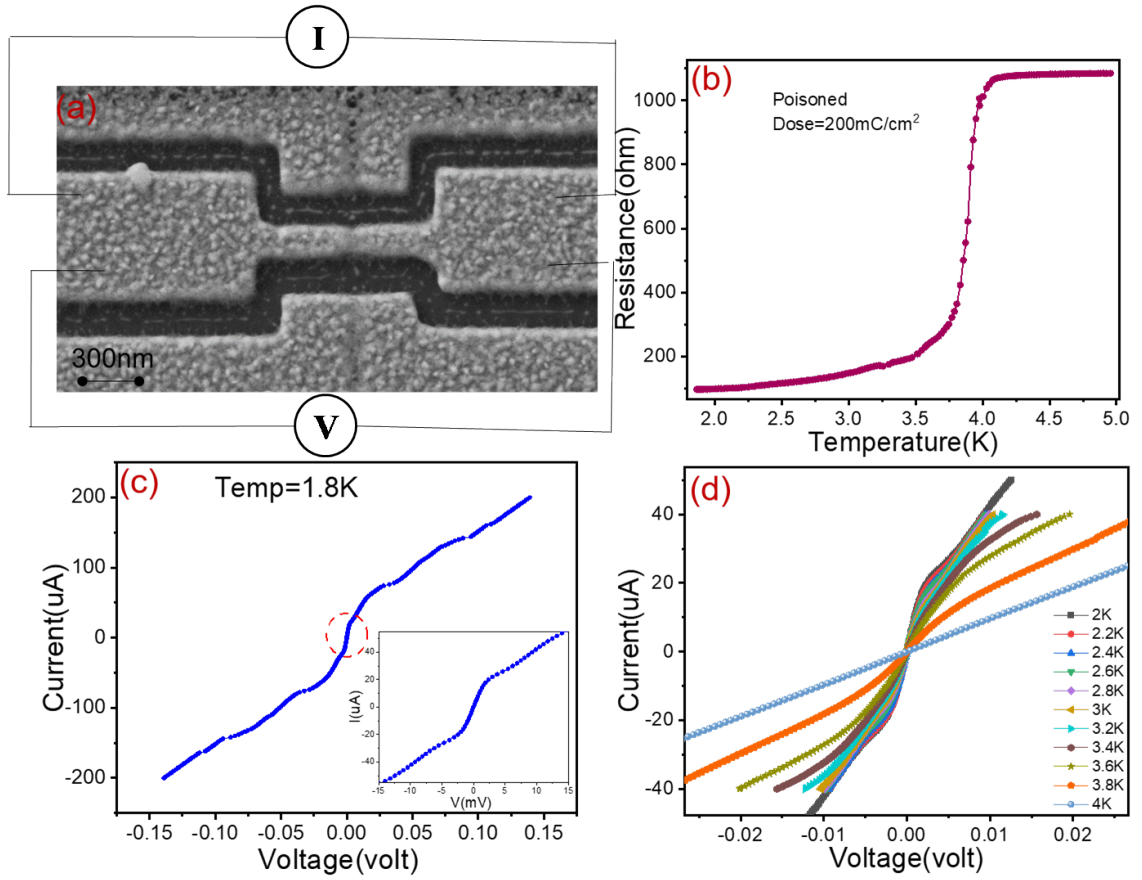 I
(a)
300nm
V
(b)
Poisoned
Dose=200mC/cm²
Resistance(ohm)
1000
800
600
400
200
2.0 2.5 3.0 3.5 4.0 4.5 5.0
Temperature(K)
(c)
Temp=1.8K
Current(uA)
200
100
0
-100
-200
-0.15 -0.10 -0.05 0.00 0.05 0.10 0.15
Voltage(volt)
I(uA)
40
20
0
-20
-40
-15 -10 -5 0 5 10 15
V(mV)
(d)
Current(uA)
40
20
0
-20
-40
2K
2.2K
2.4K
2.6K
2.8K
3K
3.2K
3.4K
3.6K
3.8K
4K
-0.02 -0.01 0.00 0.01 0.02
Voltage(volt)